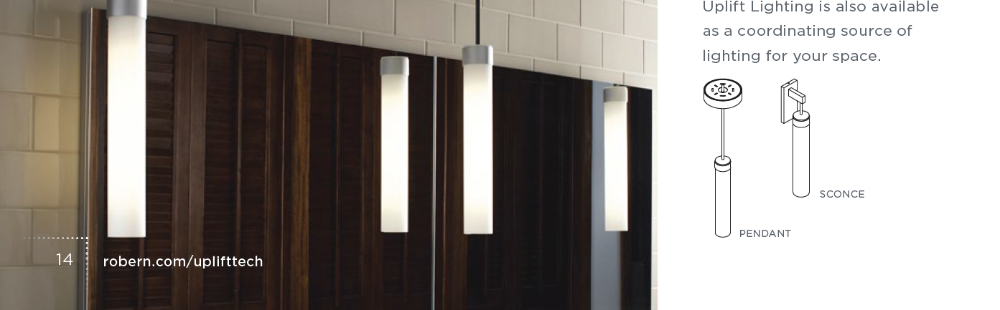 Uplift Lighting is also available
as a coordinating source of
lighting for your space.
SCONCE
PENDANT
14
robern.com/uplifttech